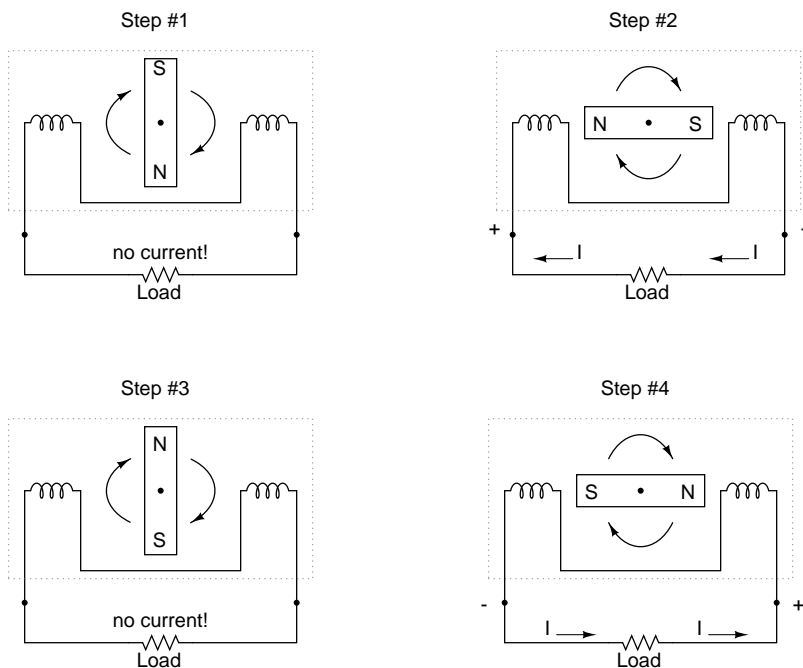 Step #1
S
N
no current!
Load
Step #2
N S
+ -
I I
Load
Step #3
N
S
no current!
Load
Step #4
S N
- +
I I
Load